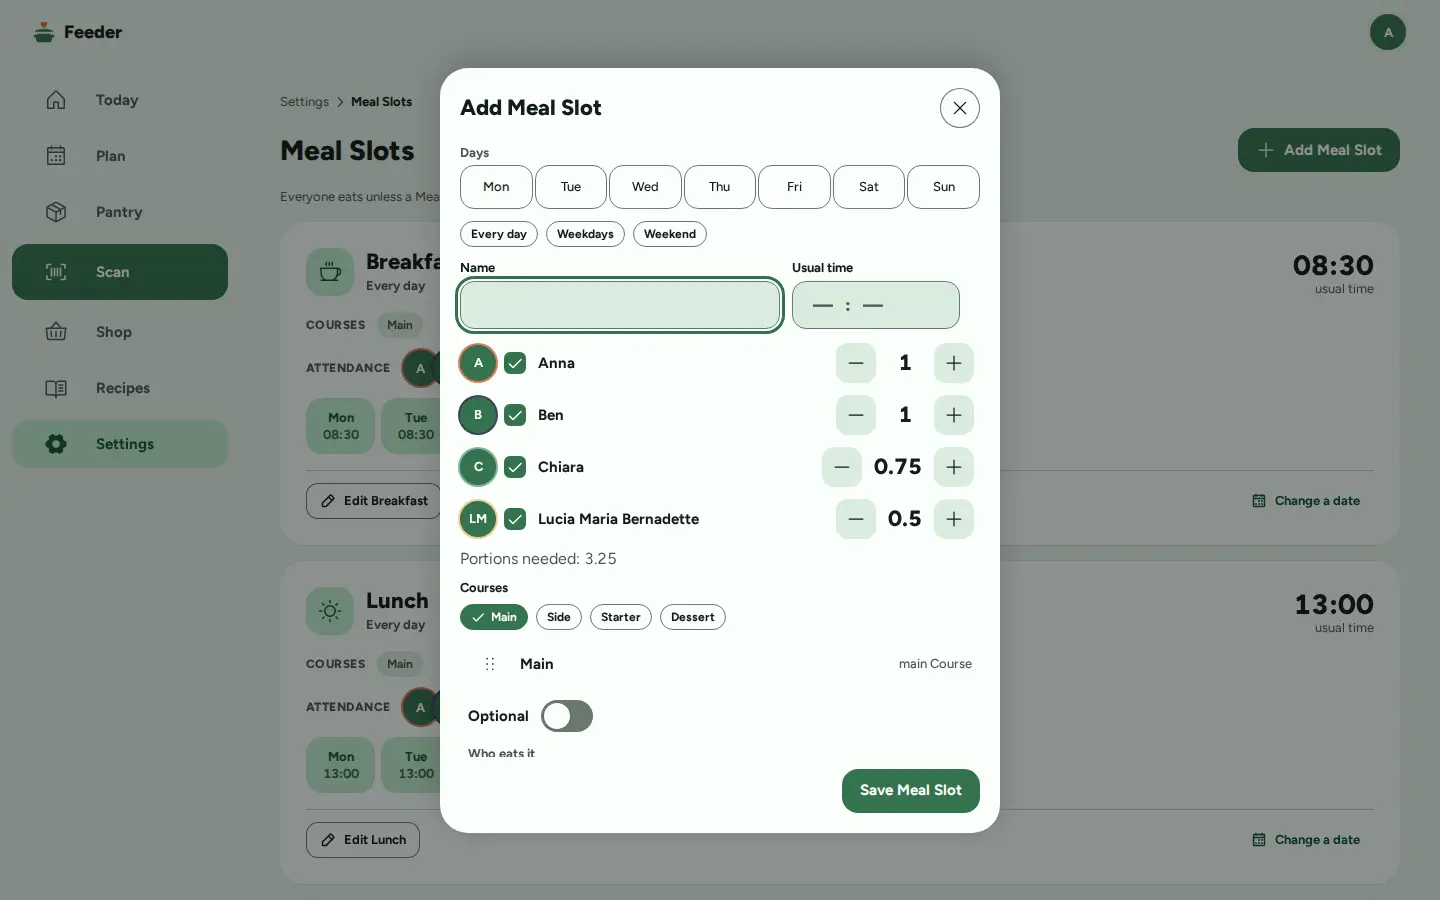 Feeder
A
Today
Plan
Pantry
Scan
Shop
Recipes
Settings
Settings > Meal Slots
Meal Slots
Add Meal Slot
Everyone eats unless a Mea
Breakfa
Every day
08:30
usual time
COURSES Main
ATTENDANCE A
Mon
08:30
Tue
08:30
Edit Breakfast
Change a date
Lunch
Every day
13:00
usual time
COURSES Main
ATTENDANCE A
Mon
13:00
Tue
13:00
Edit Lunch
Change a date
Add Meal Slot
Days
Mon Tue Wed Thu Fri Sat Sun
Every day Weekdays Weekend
Name Usual time
— : —
A Anna 1
B Ben 1
C Chiara 0.75
LM Lucia Maria Bernadette 0.5
Portions needed: 3.25
Courses
Main Side Starter Dessert
Main main Course
Optional
Who eats it
Save Meal Slot